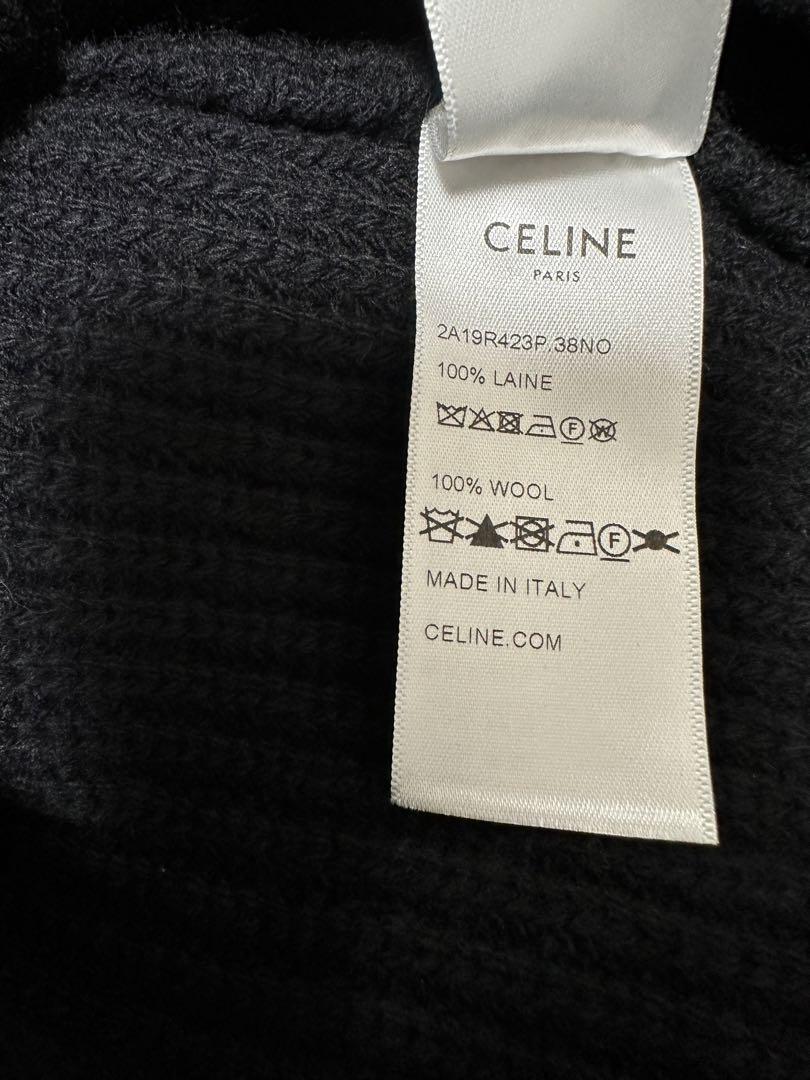 CELINE
PARIS
2A19R423P.38NO
100% LAINE
F W
100% WOOL
F
MADE IN ITALY
CELINE.COM